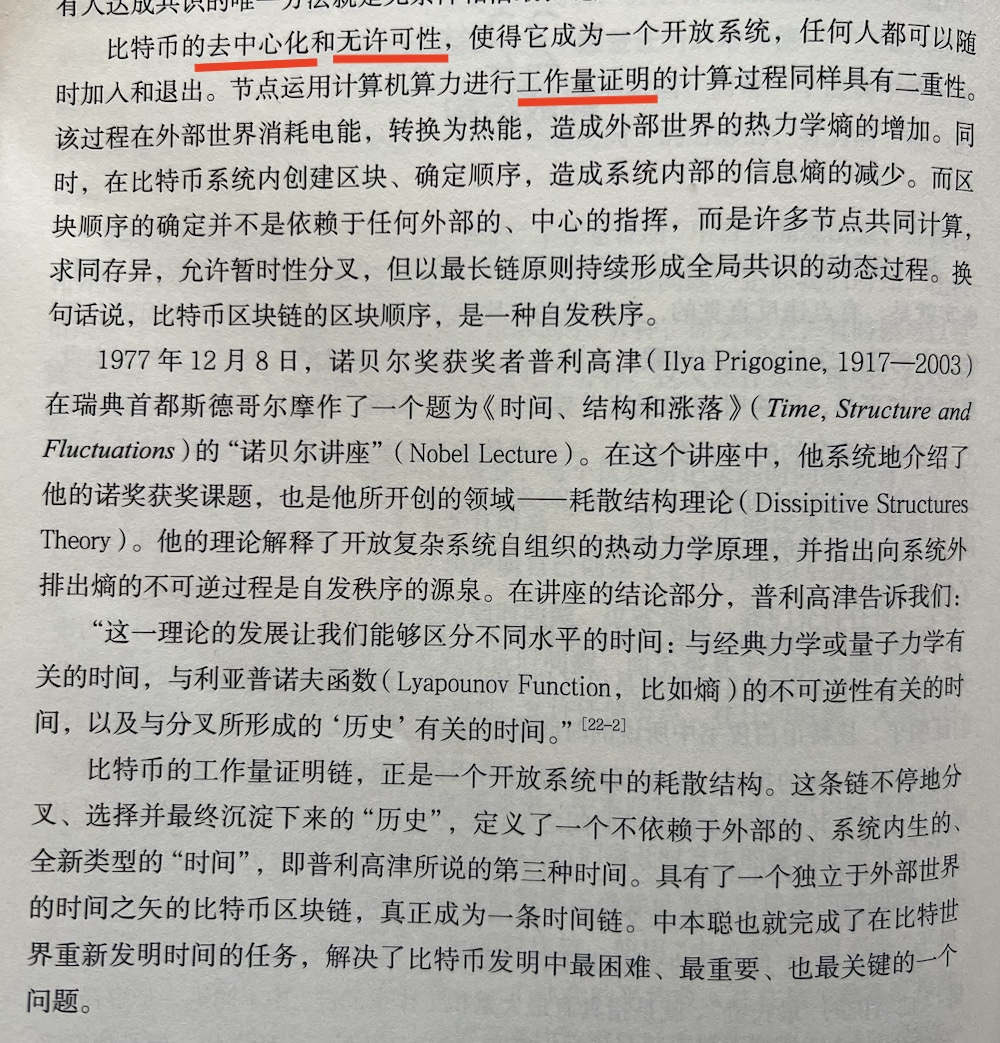 有人达成共识的唯一方法就是无条件
比特币的去中心化和无许可性，使得它成为一个开放系统，任何人都可以随
时加入和退出。节点运用计算机算力进行工作量证明的计算过程同样具有二重性。
该过程在外部世界消耗电能，转换为热能，造成外部世界的热力学熵的增加。同
时，在比特币系统内创建区块、确定顺序，造成系统内部的信息熵的减少。而区
块顺序的确定并不是依赖于任何外部的、中心的指挥，而是许多节点共同计算，
求同存异，允许暂时性分叉，但以最长链原则持续形成全局共识的动态过程。换
句话说，比特币区块链的区块顺序，是一种自发秩序。
1977 年 12 月 8 日，诺贝尔奖获奖者普利高津（Ilya Prigogine, 1917—2003）
在瑞典首都斯德哥尔摩作了一个题为《时间、结构和涨落》（Time, Structure and
Fluctuations）的“诺贝尔讲座”（Nobel Lecture）。在这个讲座中，他系统地介绍了
他的诺奖获奖课题，也是他所开创的领域——耗散结构理论（Dissipitive Structures
Theory）。他的理论解释了开放复杂系统自组织的热动力学原理，并指出向系统外
排出熵的不可逆过程是自发秩序的源泉。在讲座的结论部分，普利高津告诉我们：
“这一理论的发展让我们能够区分不同水平的时间：与经典力学或量子力学有
关的时间，与利亚普诺夫函数（Lyapounov Function，比如熵）的不可逆性有关的时
间，以及与分叉所形成的‘历史’有关的时间。”[22-2]
比特币的工作量证明链，正是一个开放系统中的耗散结构。这条链不停地分
叉、选择并最终沉淀下来的“历史”，定义了一个不依赖于外部的、系统内生的、
全新类型的“时间”，即普利高津所说的第三种时间。具有了一个独立于外部世界
的时间之矢的比特币区块链，真正成为一条时间链。中本聪也就完成了在比特世
界重新发明时间的任务，解决了比特币发明中最困难、最重要、也最关键的一个
问题。